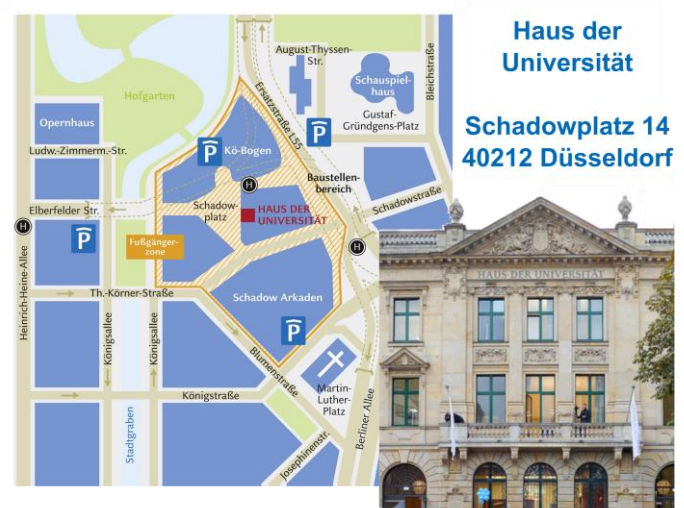 Haus der
Universität
Schadowplatz 14
40212 Düsseldorf
August-Thyssen-
Str.
Hofgarten
Ersatzstraße L55
Schauspiel-
haus
Bleichstraße
Gustaf-
Gründgens-Platz
Opernhaus
P
P
Ludw.-Zimmerm.-Str.
Kö-Bogen
Baustellen-
bereich
H
Schadowstraße
Elberfelder Str.
Schadow-
platz
HAUS DER
UNIVERSITÄT
H
P
H
Fußgänger-
zone
Heinrich-Heine-Allee
Th.-Körner-Straße
Schadow Arkaden
P
Königsallee
Königsallee
Blumenstraße
Martin-
Luther-
Platz
Königstraße
Stadtgraben
Berliner Allee
Josephinenstr.
HAUS DER UNIVERSITÄT